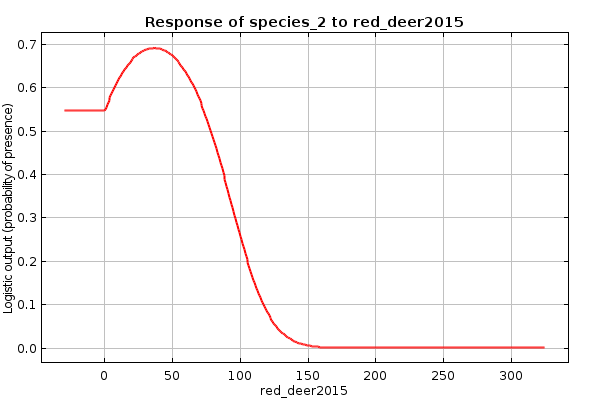 Response of species_2 to red_deer2015
Logistic output (probability of presence)
0.7
0.6
0.5
0.4
0.3
0.2
0.1
0.0
0 50 100 150 200 250 300
red_deer2015